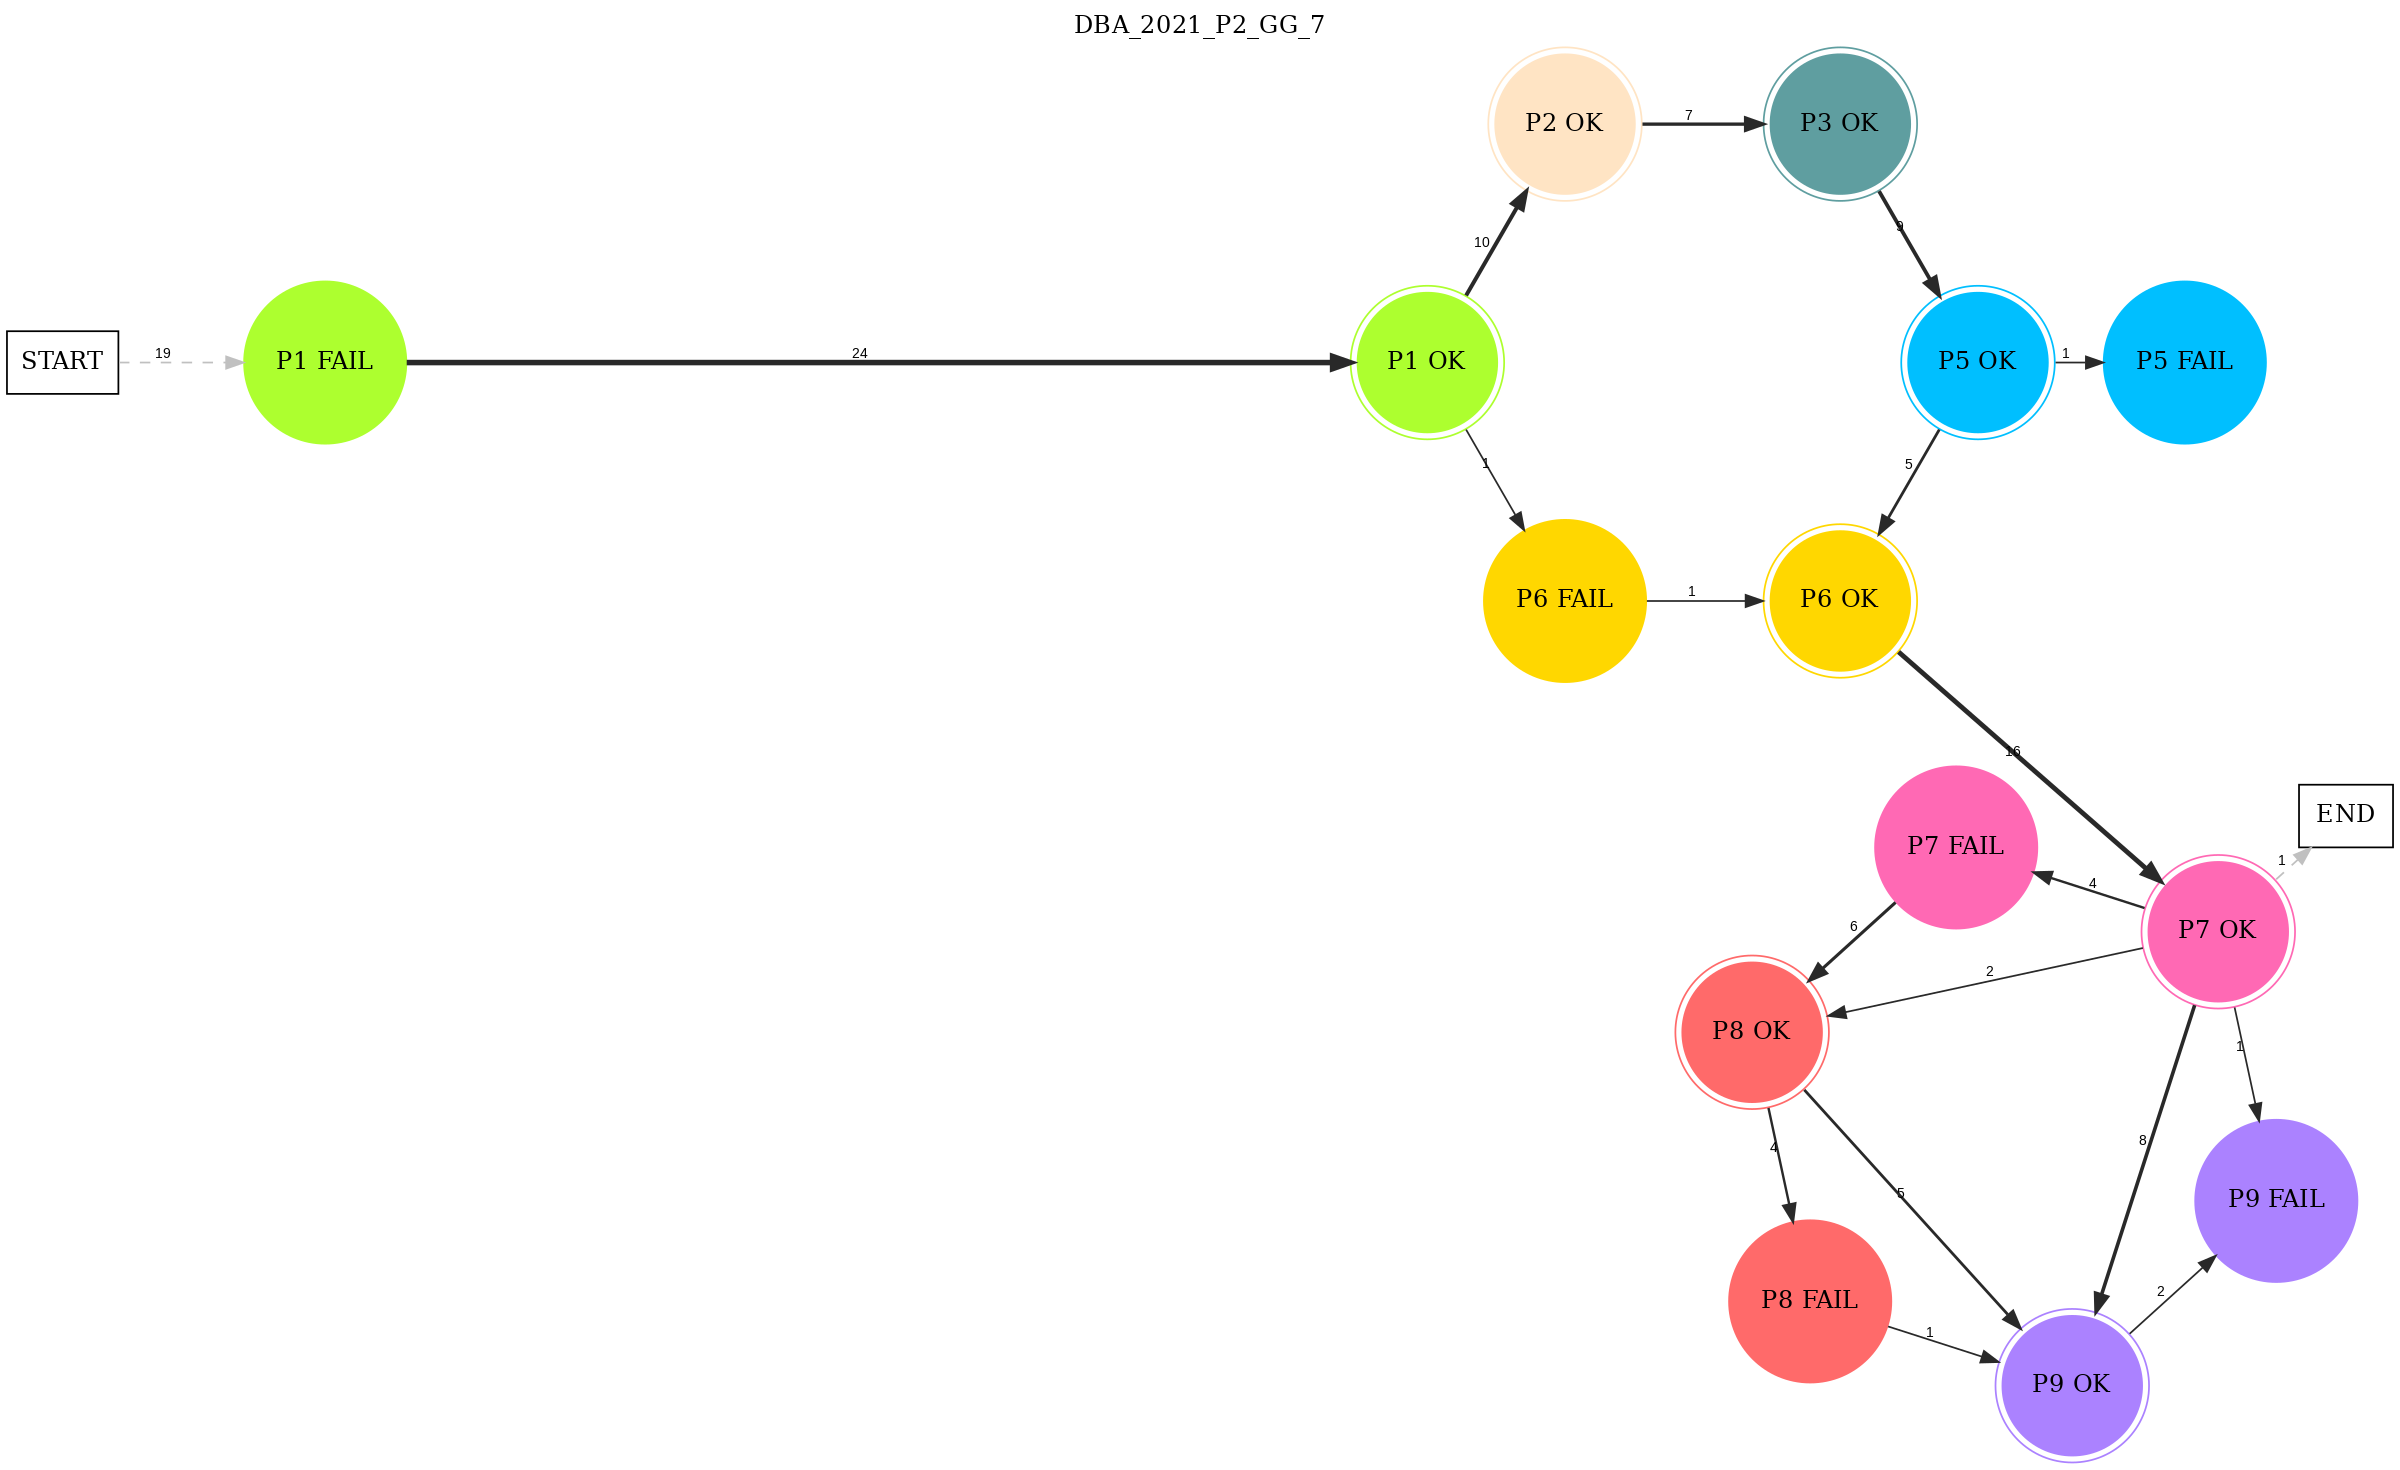 DBA_2021_P2_GG_7
P2 OK
7
P3 OK
10
9
START
19
P1 FAIL
24
P1 OK
P5 OK
1
P5 FAIL
1
5
P6 FAIL
1
P6 OK
16
P7 FAIL
END
1
4
6
P7 OK
2
P8 OK
1
4
8
5
P9 FAIL
2
P8 FAIL
1
P9 OK